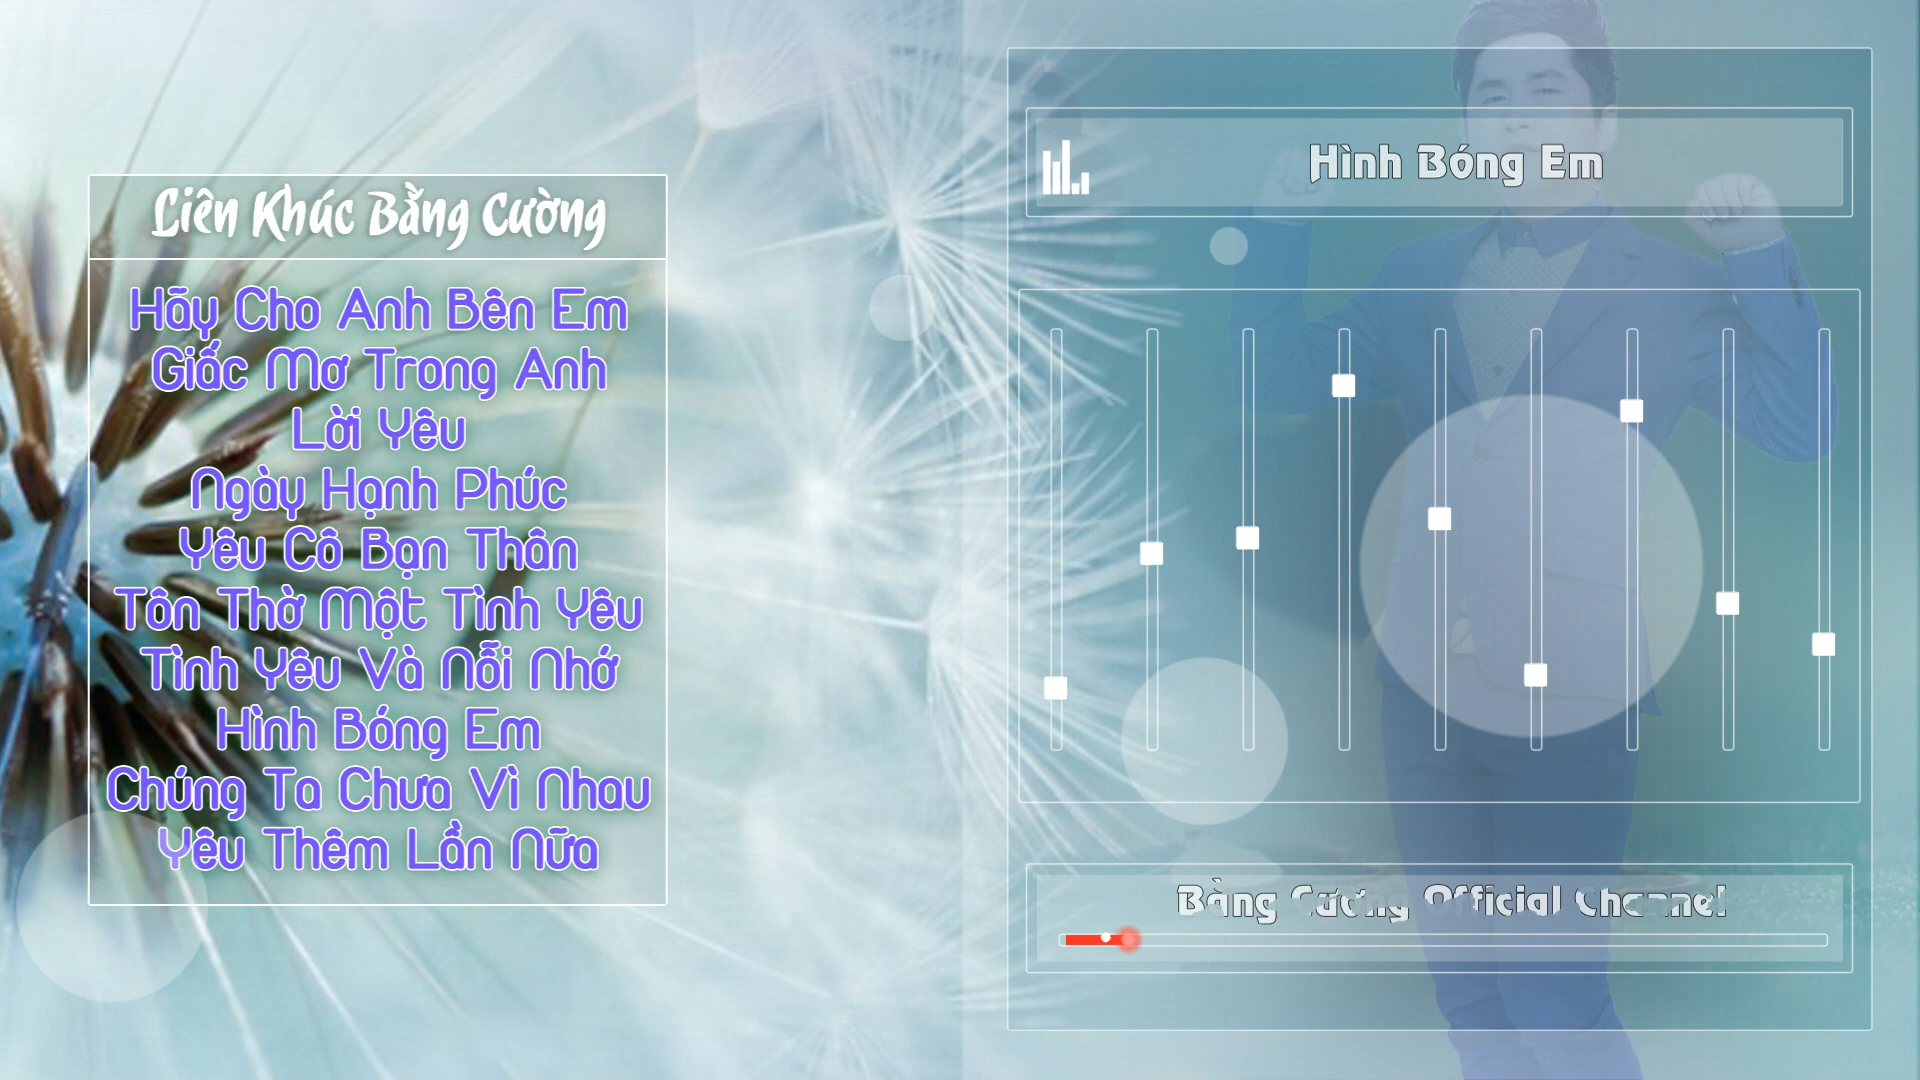 Liên Khúc Bằng Cường
Hãy Cho Anh Bên Em
Giấc Mơ Trong Anh
Lời Yêu
Ngày Hạnh Phúc
Yêu Cô Bạn Thân
Tôn Thờ Một Tình Yêu
Tình Yêu Và Nỗi Nhớ
Hình Bóng Em
Chúng Ta Chưa Vì Nhau
Yêu Thêm Lần Nữa
Hình Bóng Em
Bằng Cường Official Channel